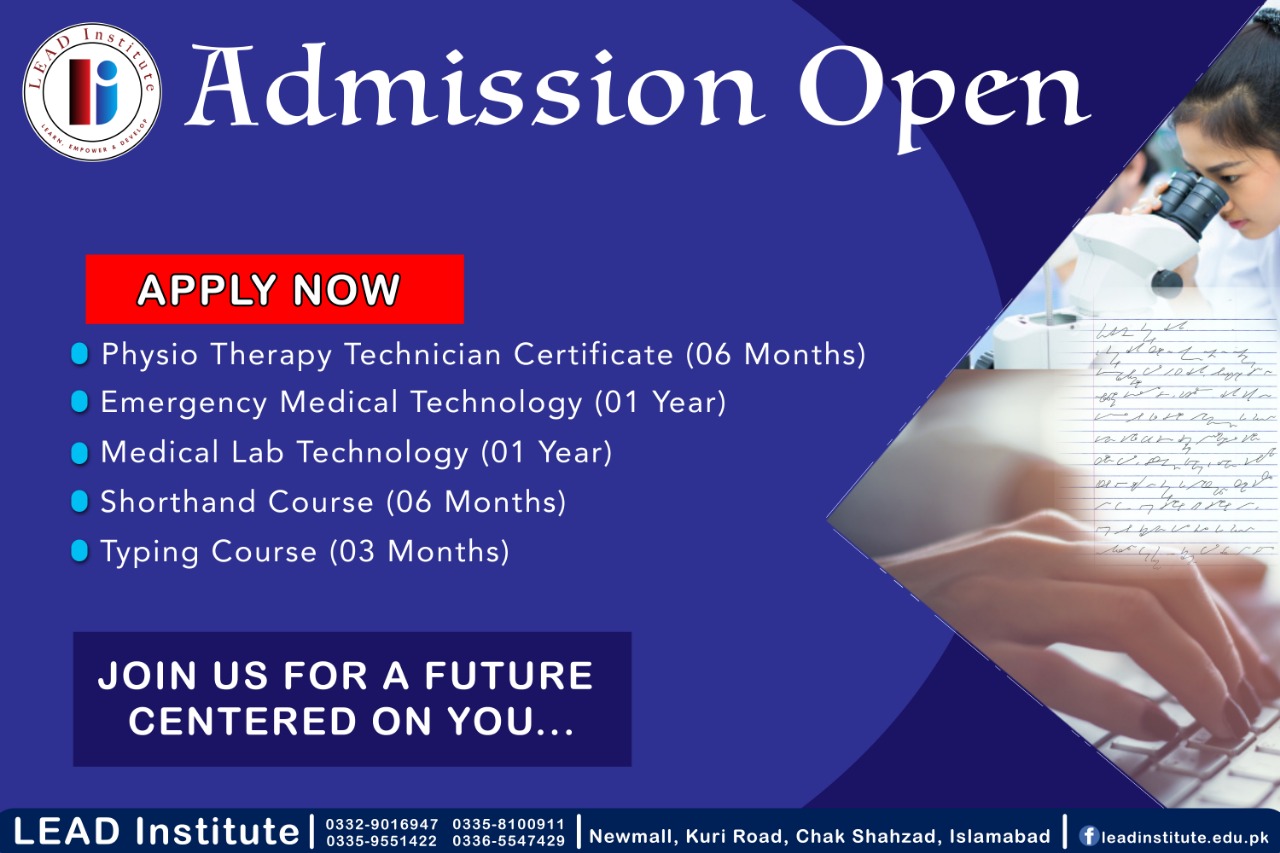 LEAD Institute
LEARN, EMPOWER & DEVELOP
Admission Open
APPLY NOW
Physio Therapy Technician Certificate (06 Months)
Emergency Medical Technology (01 Year)
Medical Lab Technology (01 Year)
Shorthand Course (06 Months)
Typing Course (03 Months)
JOIN US FOR A FUTURE
CENTERED ON YOU...
LEAD Institute
0332-9016947 0335-8100911
0335-9551422 0336-5547429
Newmall, Kuri Road, Chak Shahzad, Islamabad
leadinstitute.edu.pk